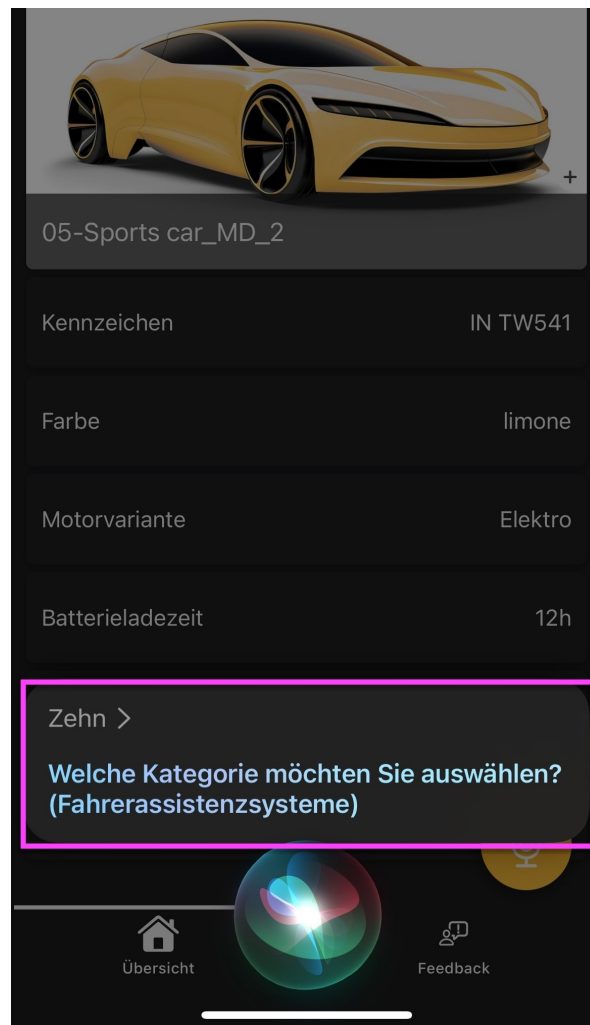 05-Sports car_MD_2
Kennzeichen IN TW541
Farbe limone
Motorvariante Elektro
Batterieladezeit 12h
Zehn >
Welche Kategorie möchten Sie auswählen?
(Fahrerassistenzsysteme)
Übersicht Feedback